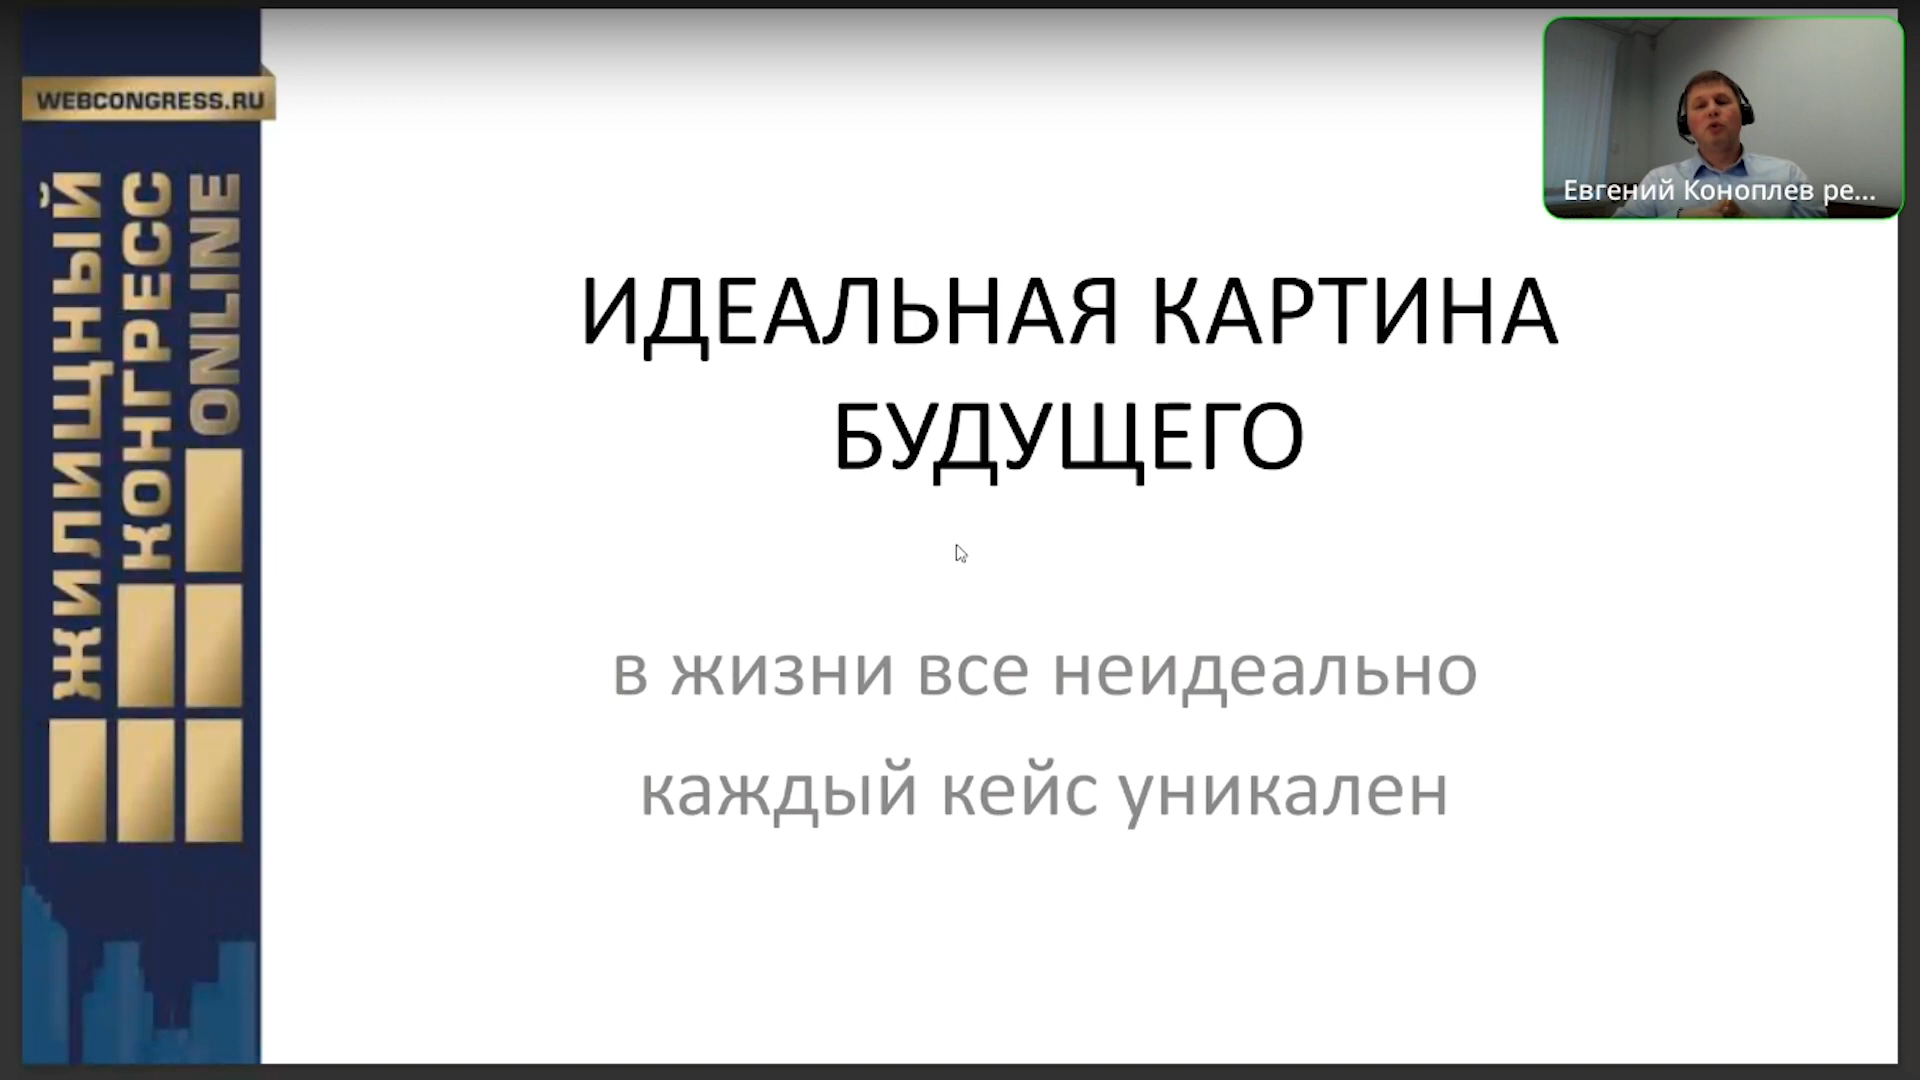 WEBCONGRESS.RU
ЖИЛИЩНЫЙ
КОНГРЕСС
ONLINE
Евгений Коноплев ре...
ИДЕАЛЬНАЯ КАРТИНА
БУДУЩЕГО
в жизни все неидеально
каждый кейс уникален